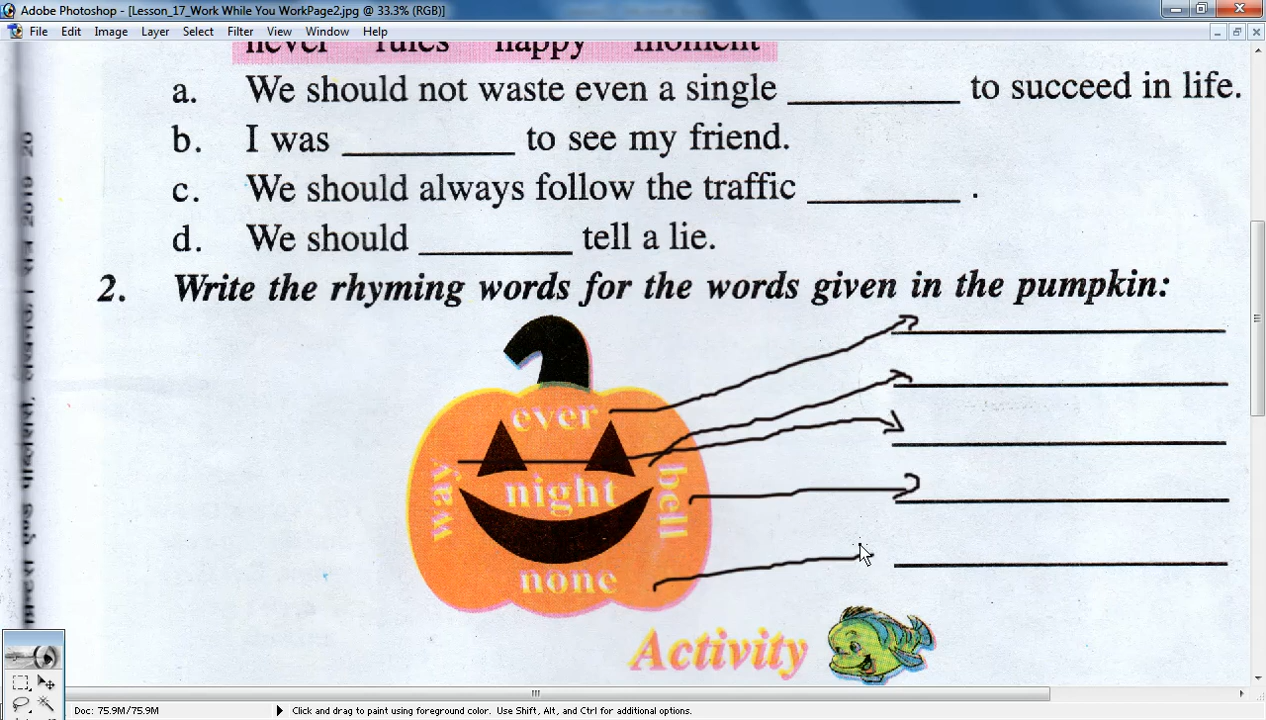 Adobe Photoshop - [Lesson_17_Work While You WorkPage2.jpg @ 33.3% (RGB)]
File Edit Image Layer Select Filter View Window Help
never rules happy moment
a. We should not waste even a single __________ to succeed in life.
b. I was __________ to see my friend.
c. We should always follow the traffic _________ .
d. We should _________ tell a lie.
2. Write the rhyming words for the words given in the pumpkin:
ever
way
night
bell
none
Activity
Doc: 75.9M/75.9M
Click and drag to paint using foreground color. Use Shift, Alt, and Ctrl for additional options.